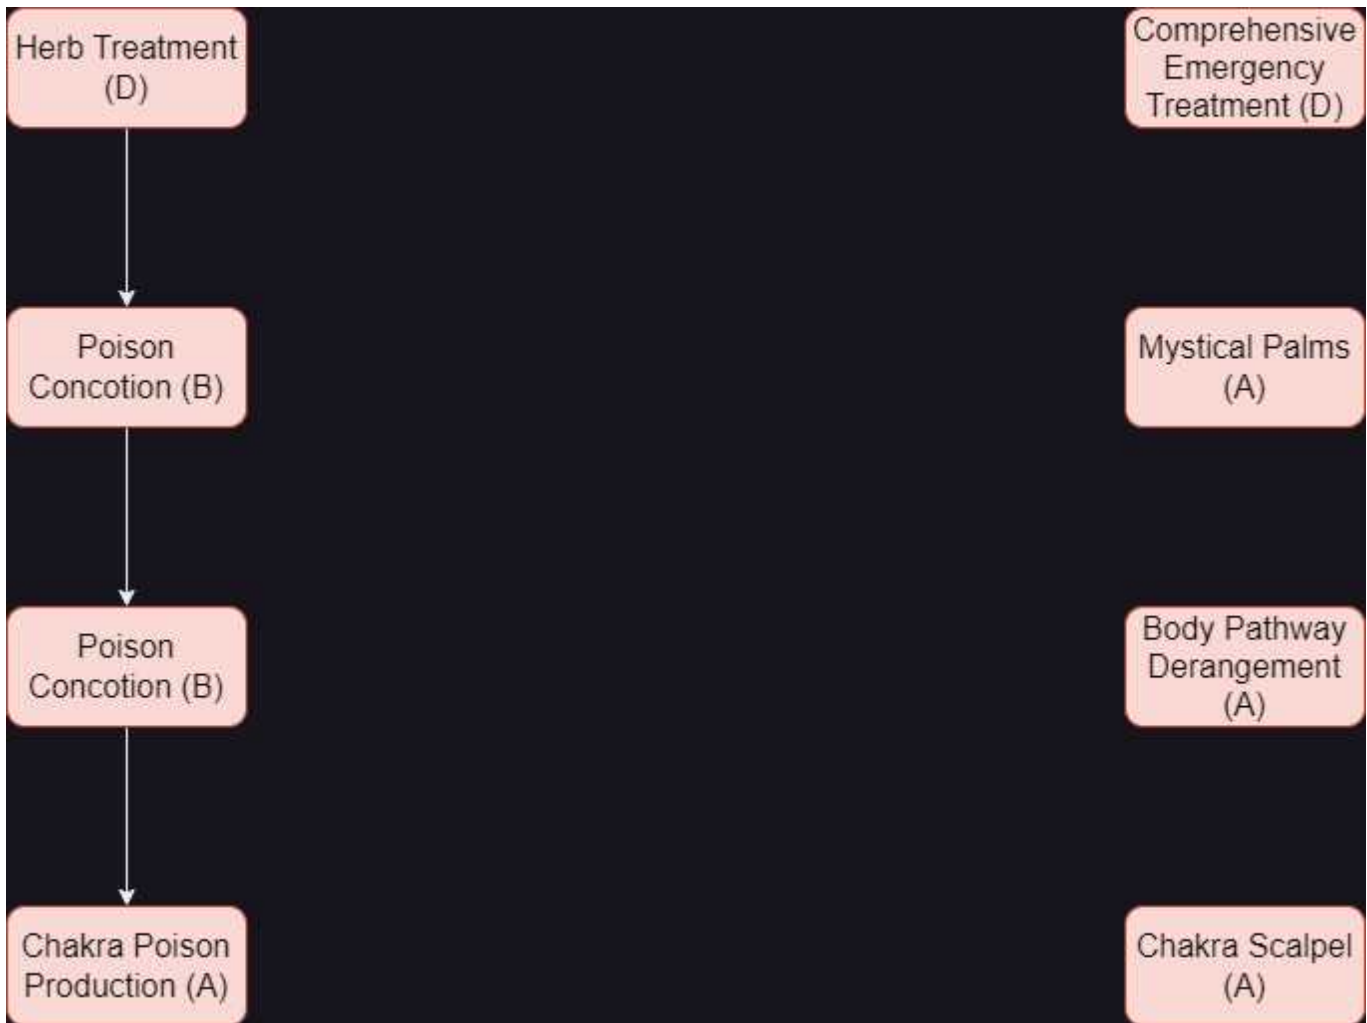 Herb Treatment
(D)
Comprehensive
Emergency
Treatment (D)
Poison
Concotion (B)
Mystical Palms
(A)
Poison
Concotion (B)
Body Pathway
Derangement
(A)
Chakra Poison
Production (A)
Chakra Scalpel
(A)